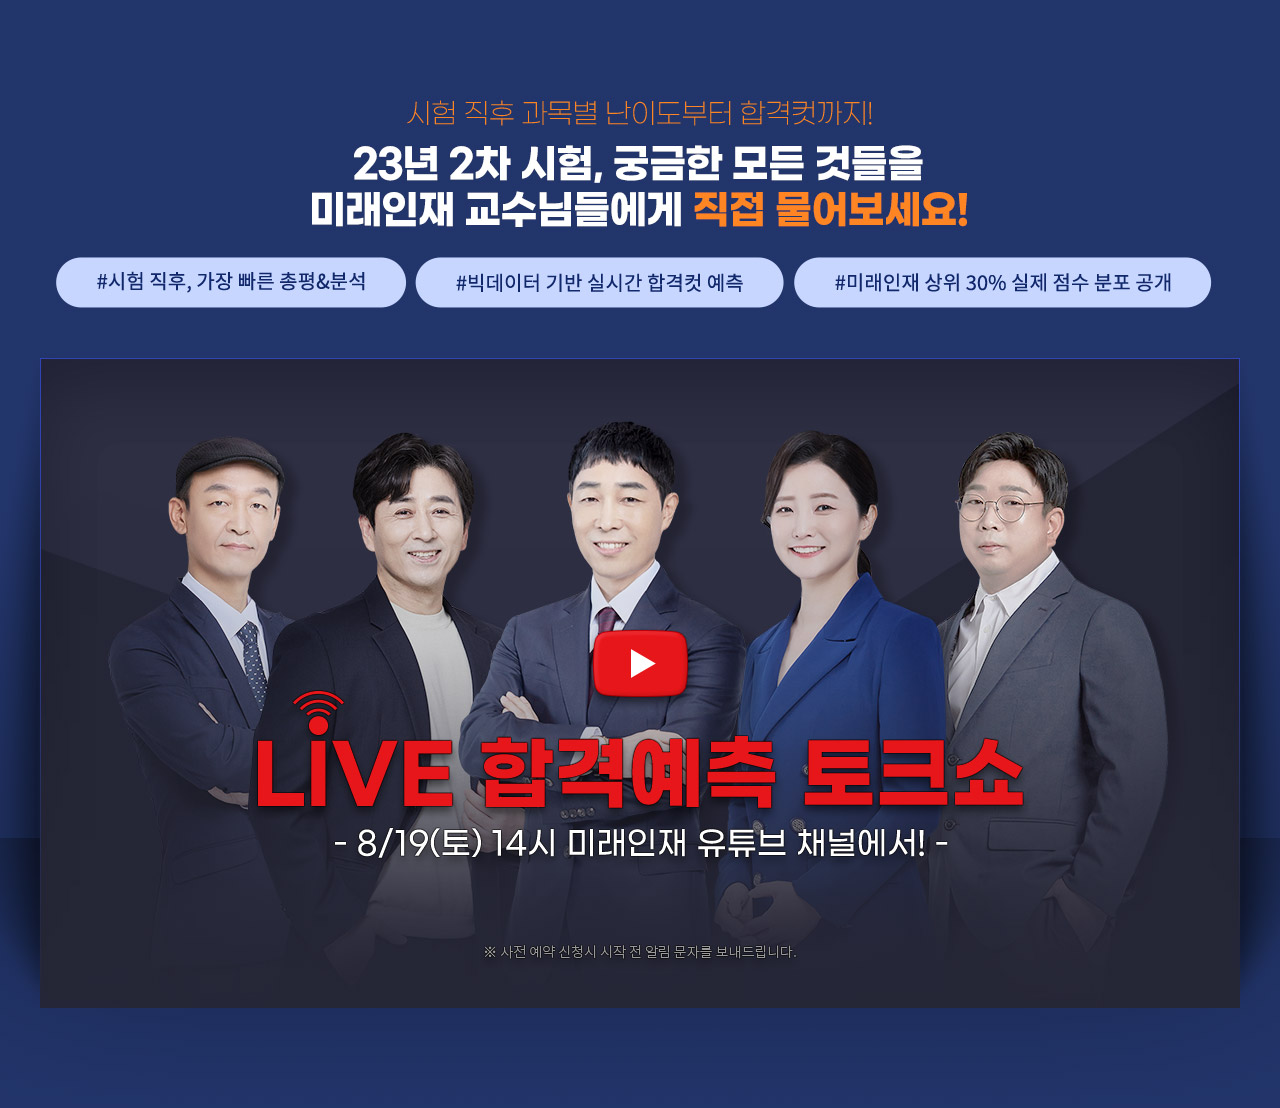 시험 직후 과목별 난이도부터 합격컷까지!
23년 2차 시험, 궁금한 모든 것들을
미래인재 교수님들에게 직접 물어보세요!
#시험 직후, 가장 빠른 총평&분석
#빅데이터 기반 실시간 합격컷 예측
#미래인재 상위 30% 실제 점수 분포 공개
LIVE 합격예측 토크쇼
- 8/19(토) 14시 미래인재 유튜브 채널에서! -
※ 사전 예약 신청시 시작 전 알림 문자를 보내드립니다.